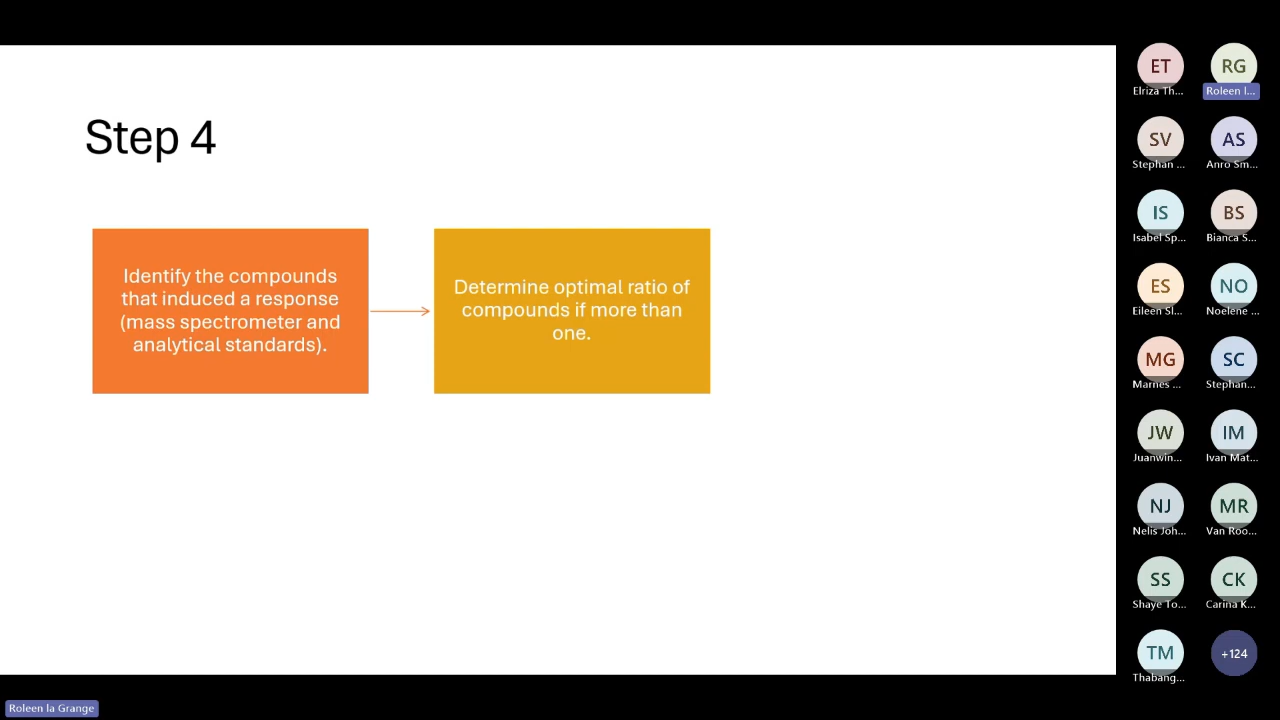 Step 4
Identify the compounds
that induced a response
(mass spectrometer and
analytical standards).
Determine optimal ratio of
compounds if more than
one.
ET
Elriza Th...
RG
Roleen l...
SV
Stephan ...
AS
Anro Sm...
IS
Isabel Sp...
BS
Bianca S...
ES
Eileen Sl...
NO
Noelene ...
MG
Marnes ...
SC
Stephan...
JW
Juanwin...
IM
Ivan Mat...
NJ
Nelis Joh...
MR
Van Roo...
SS
Shaye To...
CK
Carina K...
TM
Thabang...
+124
Roleen la Grange